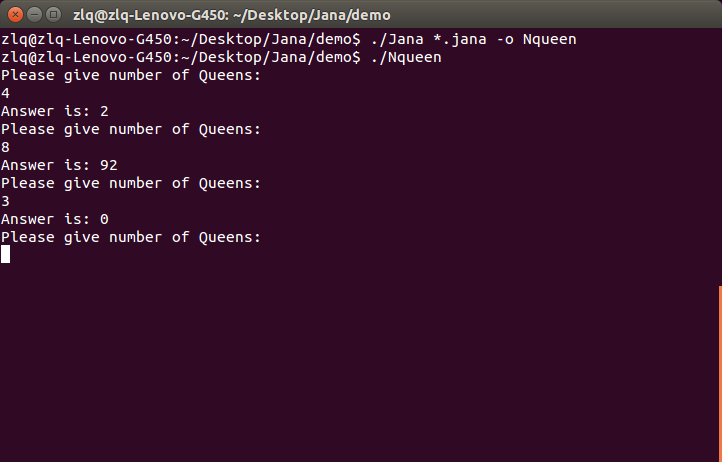 zlq@zlq-Lenovo-G450: ~/Desktop/Jana/demo
zlq@zlq-Lenovo-G450:~/Desktop/Jana/demo$ ./Jana *.jana -o Nqueen
zlq@zlq-Lenovo-G450:~/Desktop/Jana/demo$ ./Nqueen
Please give number of Queens:
4
Answer is: 2
Please give number of Queens:
8
Answer is: 92
Please give number of Queens:
3
Answer is: 0
Please give number of Queens: